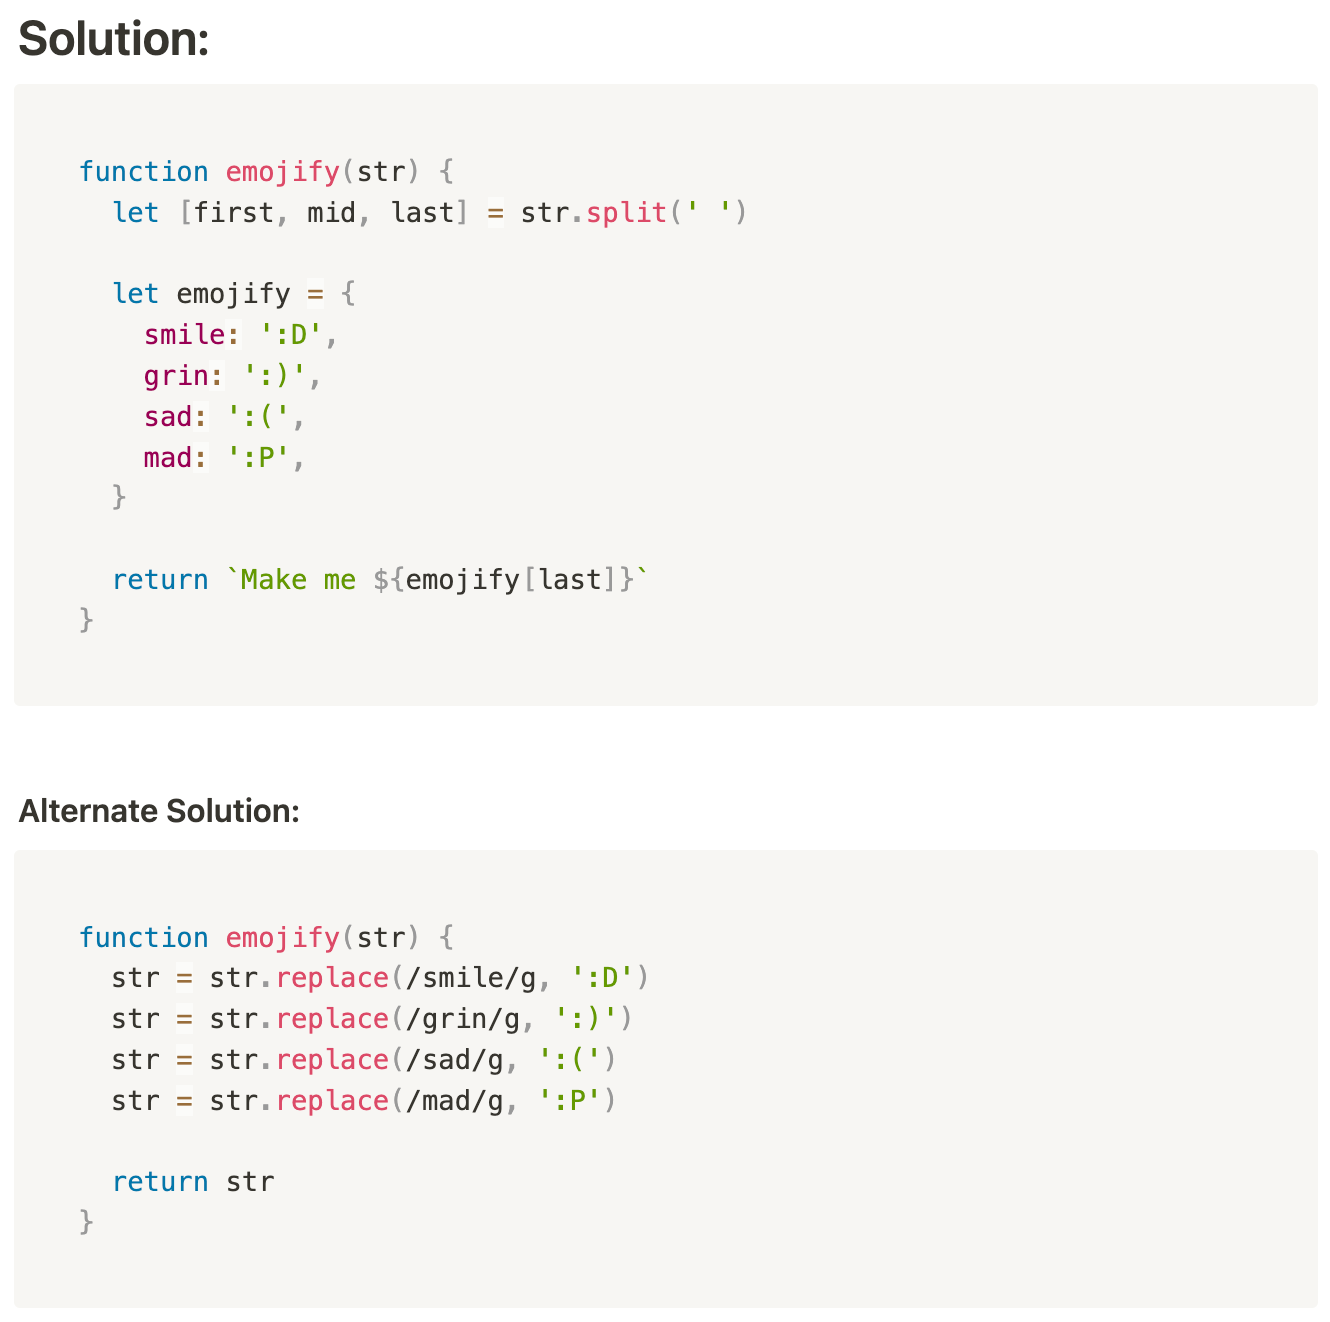 Solution:
function emojify(str) {
  let [first, mid, last] = str.split(' ')
  let emojify = {
    smile: ':D',
    grin: ':)',
    sad: ':(',
    mad: ':P',
  }
  return `Make me ${emojify[last]}`
}
Alternate Solution:
function emojify(str) {
  str = str.replace(/smile/g, ':D')
  str = str.replace(/grin/g, ':)')
  str = str.replace(/sad/g, ':(')
  str = str.replace(/mad/g, ':P')
  return str
}